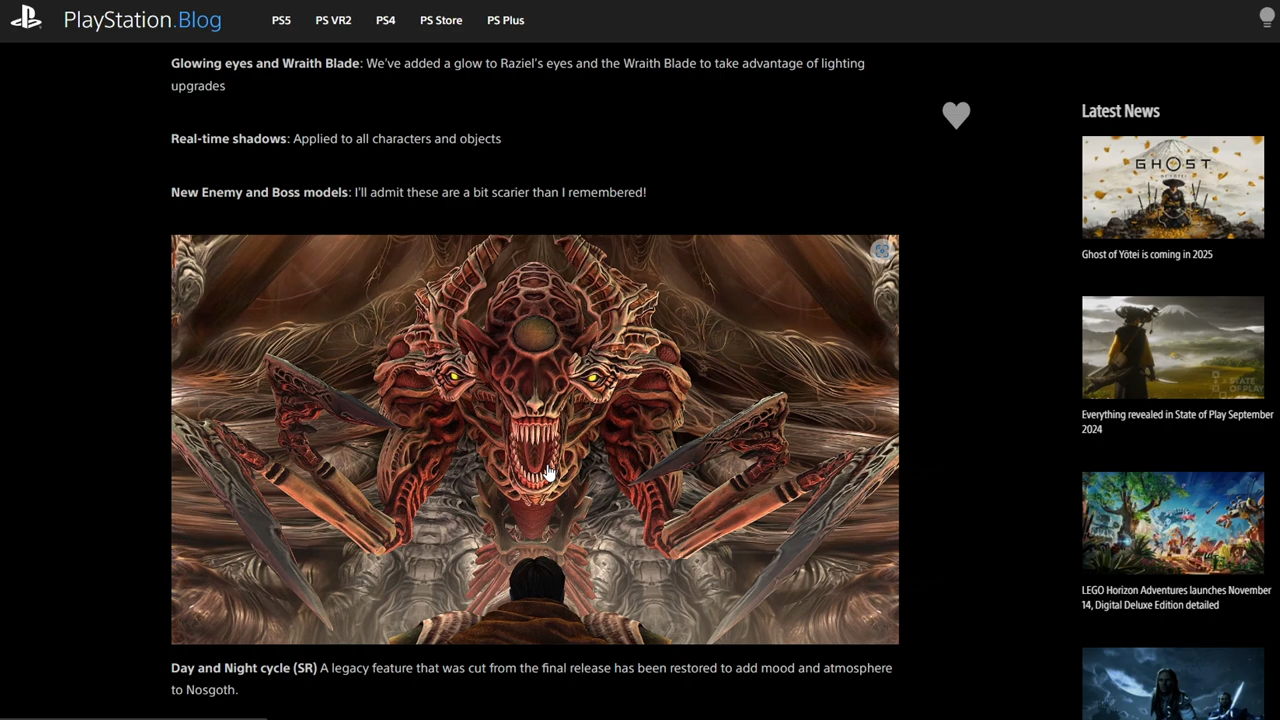 PlayStation.Blog
PS5
PS VR2
PS4
PS Store
PS Plus
Glowing eyes and Wraith Blade: We've added a glow to Raziel's eyes and the Wraith Blade to take advantage of lighting
upgrades
Real-time shadows: Applied to all characters and objects
New Enemy and Boss models: I'll admit these are a bit scarier than I remembered!
Day and Night cycle (SR) A legacy feature that was cut from the final release has been restored to add mood and atmosphere
to Nosgoth.
Latest News
GHOST
OF YŌTEI
Ghost of Yōtei is coming in 2025
STATE
OF PLAY
Everything revealed in State of Play September
2024
LEGO Horizon Adventures launches November
14, Digital Deluxe Edition detailed